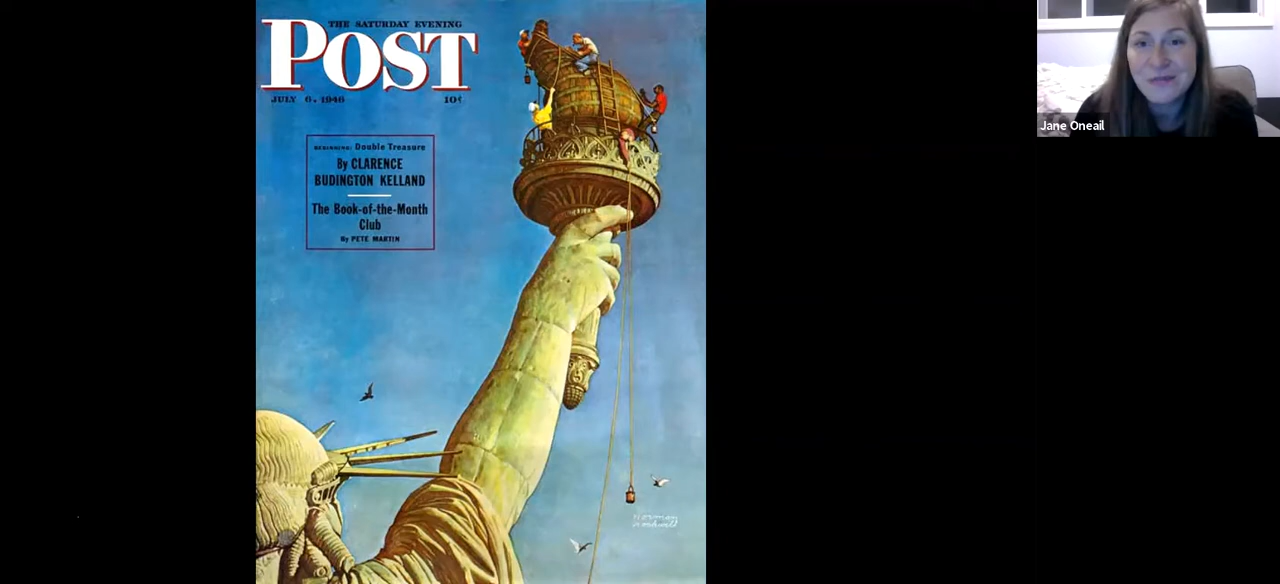 THE SATURDAY EVENING
POST
JULY 6, 1946 10¢
BEGINNING: Double Treasure
By CLARENCE
BUDINGTON KELLAND
The Book-of-the-Month
Club
By PETE MARTIN
Norman
Rockwell
Jane Oneail